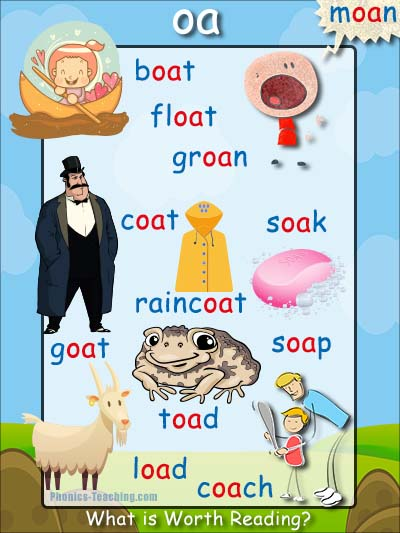 oa
moan
boat
float
groan
coat
soak
raincoat
goat
soap
toad
load
coach
Phonics-Teaching.com
What is Worth Reading?